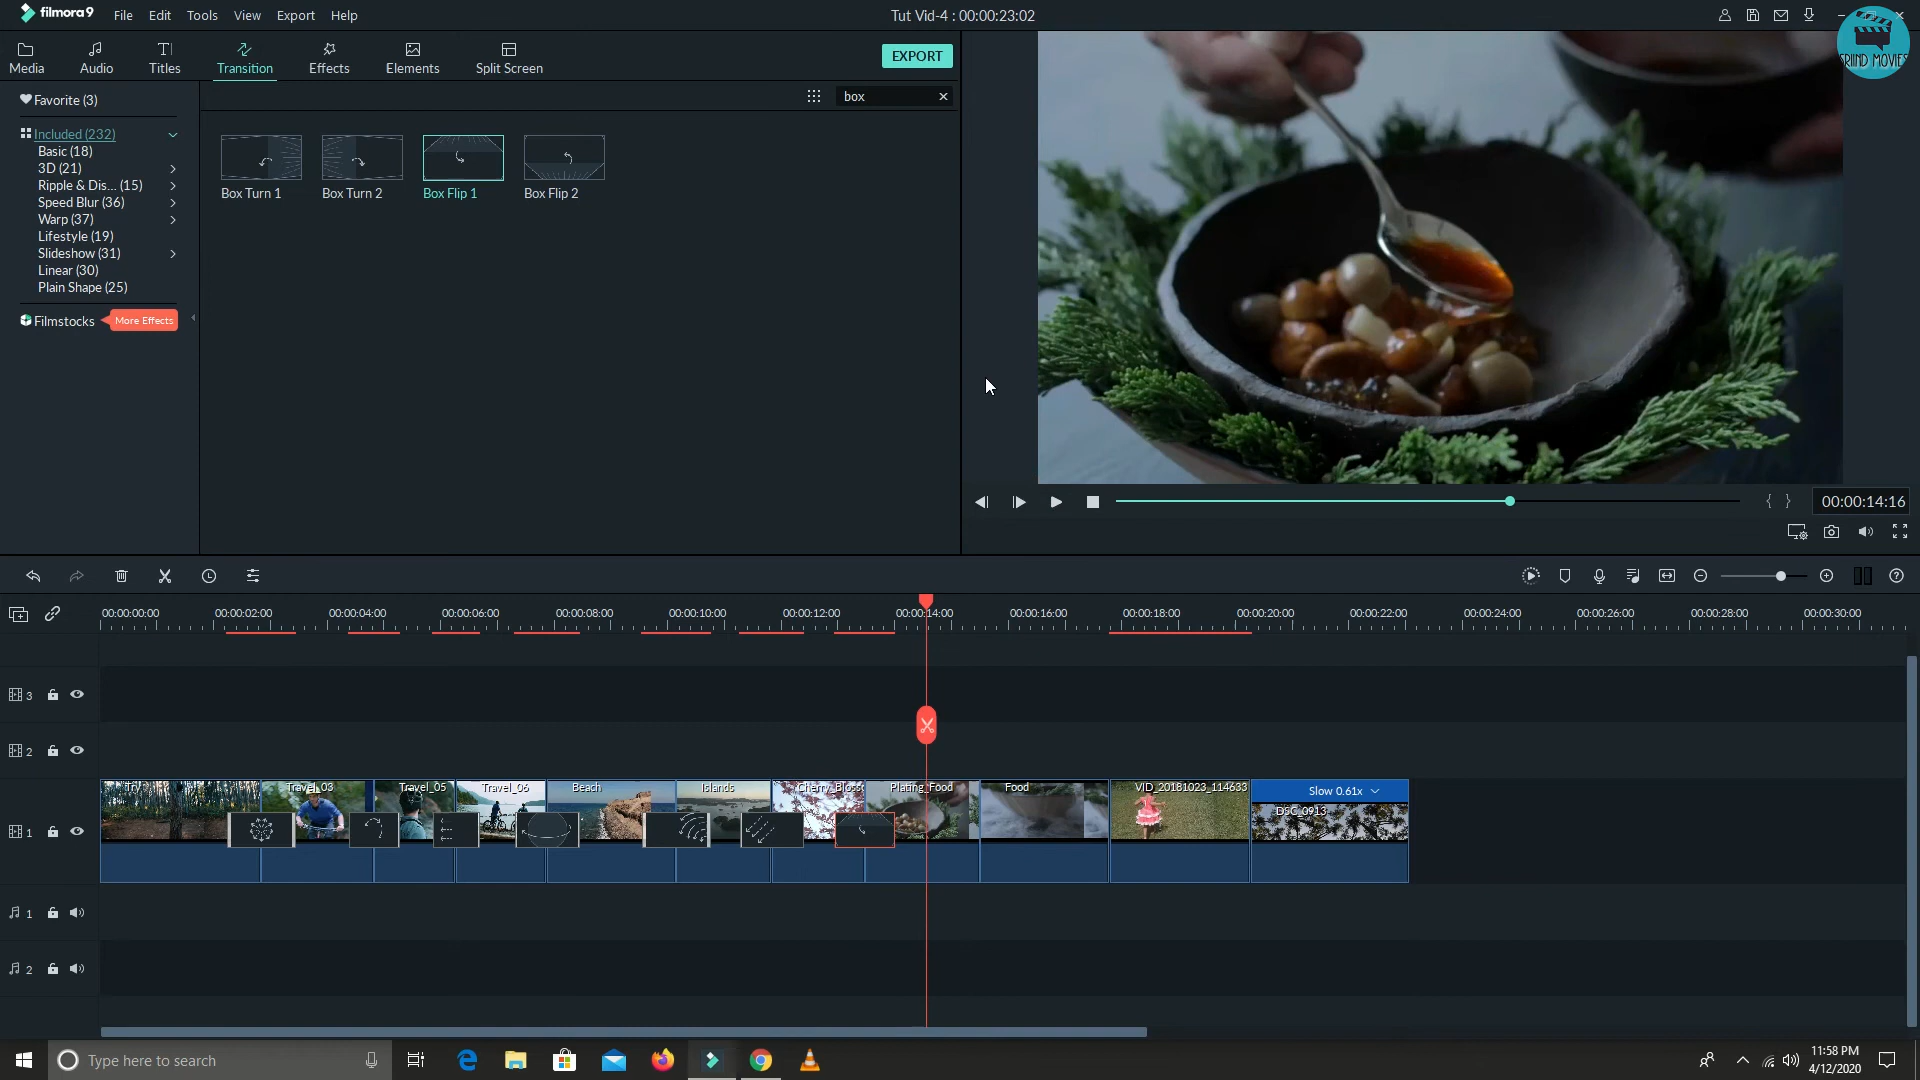 filmora9
File Edit Tools View Export Help
Tut Vid-4 : 00:00:23:02
Media Audio Titles Transition Effects Elements Split Screen
EXPORT
GRIIND MOVIES
Favorite (3)
box
Included (232)
Basic (18)
3D (21)
Ripple & Dis... (15)
Speed Blur (36)
Warp (37)
Lifestyle (19)
Slideshow (31)
Linear (30)
Plain Shape (25)
Filmstocks More Effects
Box Turn 1 Box Turn 2 Box Flip 1 Box Flip 2
00:00:14:16
00:00:00:00 00:00:02:00 00:00:04:00 00:00:06:00 00:00:08:00 00:00:10:00 00:00:12:00 00:00:14:00 00:00:16:00 00:00:18:00 00:00:20:00 00:00:22:00 00:00:24:00 00:00:26:00 00:00:28:00 00:00:30:00
3
2
Travel_03 Travel_05 Travel_06 Beach Islands Cherry_Bloss Plating_Food Food VID_20181023_114633 Slow 0.61x
DSC_0913
1
1
2
Type here to search
11:58 PM
4/12/2020